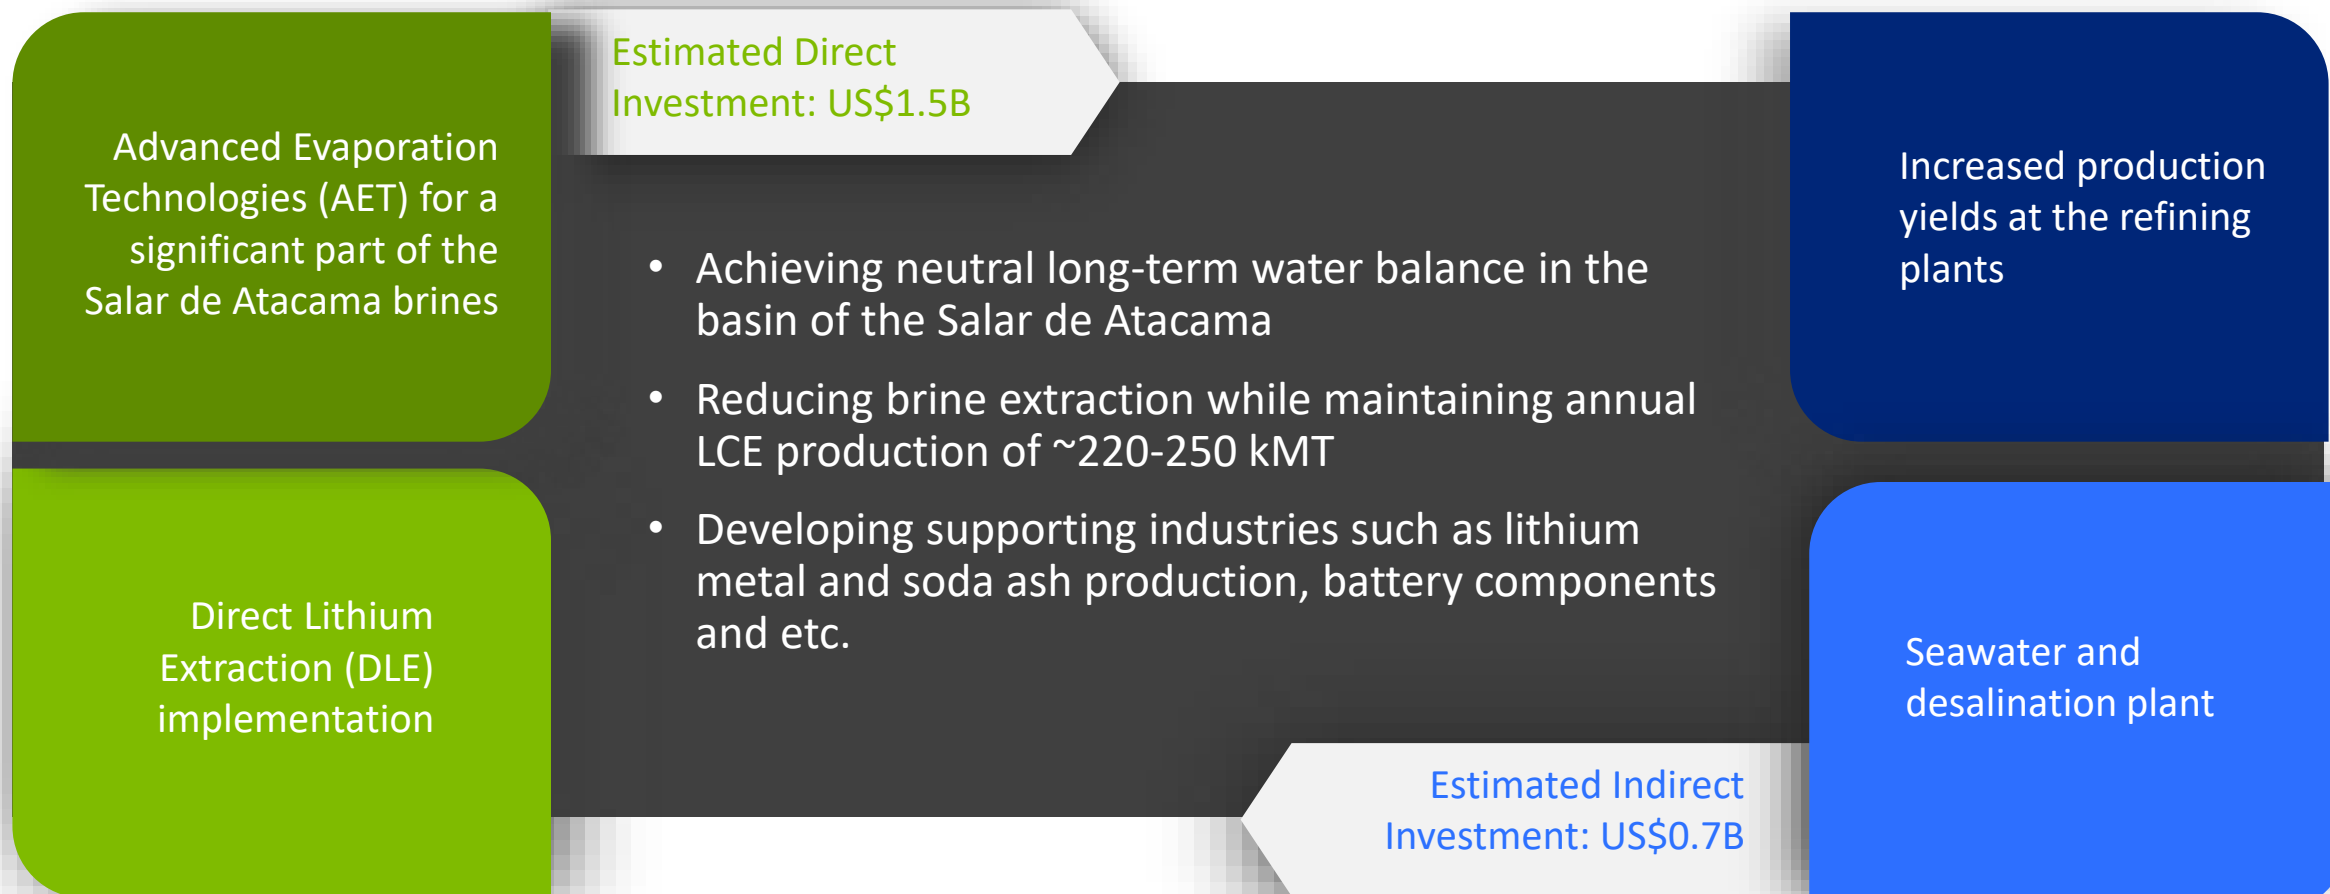 Advanced Evaporation
Technologies (AET) for a
significant part of the
Salar de Atacama brines
Estimated Direct
Investment: US$1.5B
Increased production
yields at the refining
plants
• Achieving neutral long-term water balance in the
basin of the Salar de Atacama
• Reducing brine extraction while maintaining annual
LCE production of ~220-250 kMT
• Developing supporting industries such as lithium
metal and soda ash production, battery components
and etc.
Direct Lithium
Extraction (DLE)
implementation
Seawater and
desalination plant
Estimated Indirect
Investment: US$0.7B